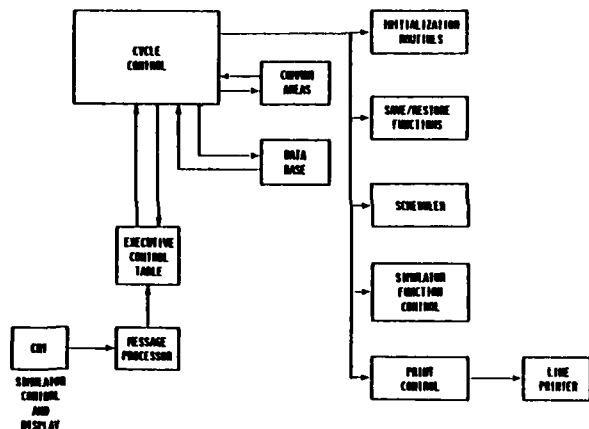 CYCLE
CONTROL
INITIALIZATION
ROUTINES
COMMON
AREAS
SAVE/RESTORE
FUNCTIONS
DATA
BASE
SCHEDULER
EXECUTIVE
CONTROL
TABLE
SIMULATOR
FUNCTION
CONTROL
CRT
MESSAGE
PROCESSOR
PRINT
CONTROL
LINE
PRINTER
SIMULATOR
CONTROL
AND
DISPLAY